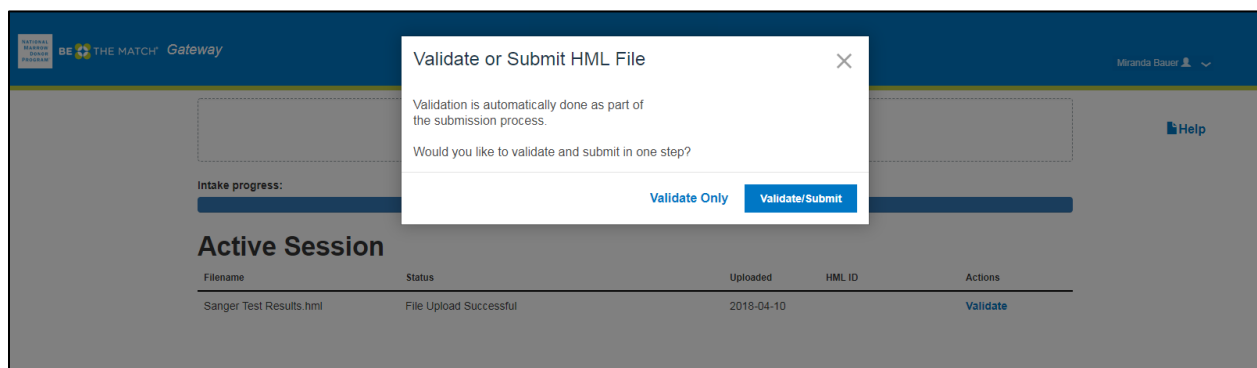 NATIONAL
MARROW
DONOR
PROGRAM
BE THE MATCH® Gateway
Miranda Bauer
Validate or Submit HML File
Validation is automatically done as part of
the submission process.
Would you like to validate and submit in one step?
Validate Only Validate/Submit
Help
Intake progress:
Active Session
Filename Status Uploaded HML ID Actions
Sanger Test Results.hml File Upload Successful 2018-04-10 Validate